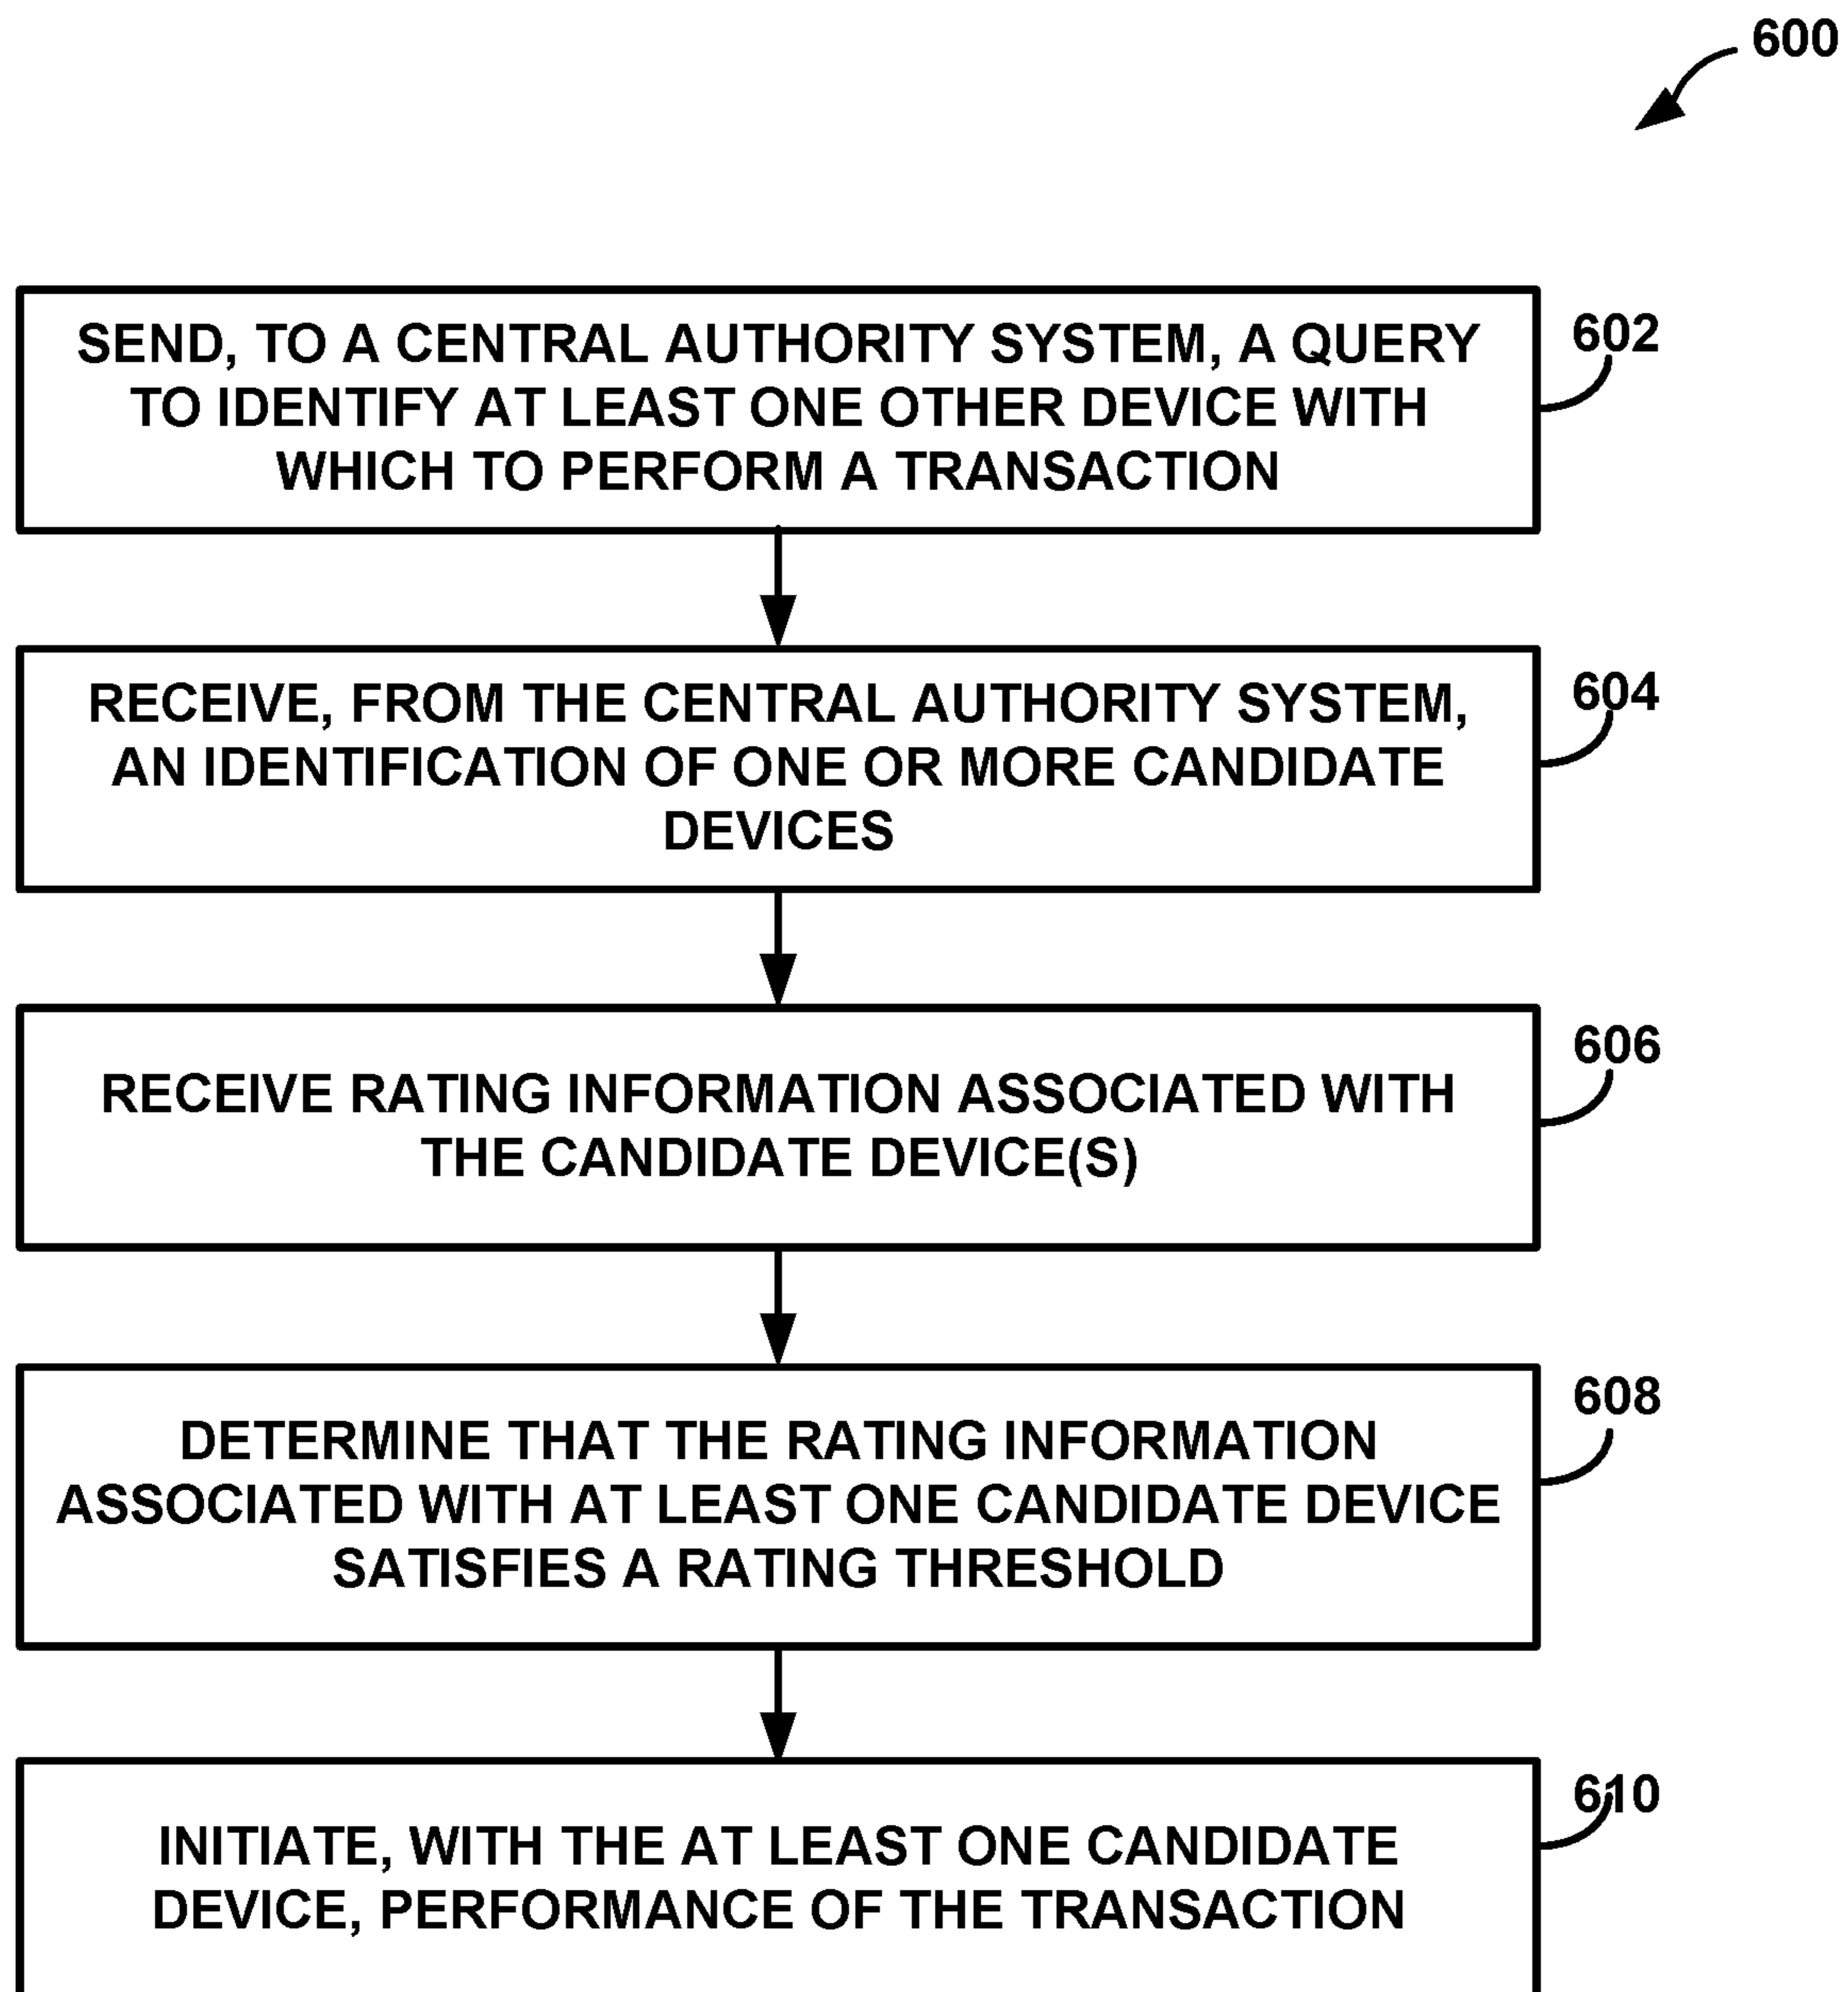 600
SEND, TO A CENTRAL AUTHORITY SYSTEM, A QUERY
TO IDENTIFY AT LEAST ONE OTHER DEVICE WITH
WHICH TO PERFORM A TRANSACTION
602
RECEIVE, FROM THE CENTRAL AUTHORITY SYSTEM,
AN IDENTIFICATION OF ONE OR MORE CANDIDATE
DEVICES
604
RECEIVE RATING INFORMATION ASSOCIATED WITH
THE CANDIDATE DEVICE(S)
606
DETERMINE THAT THE RATING INFORMATION
ASSOCIATED WITH AT LEAST ONE CANDIDATE DEVICE
SATISFIES A RATING THRESHOLD
608
INITIATE, WITH THE AT LEAST ONE CANDIDATE
DEVICE, PERFORMANCE OF THE TRANSACTION
610